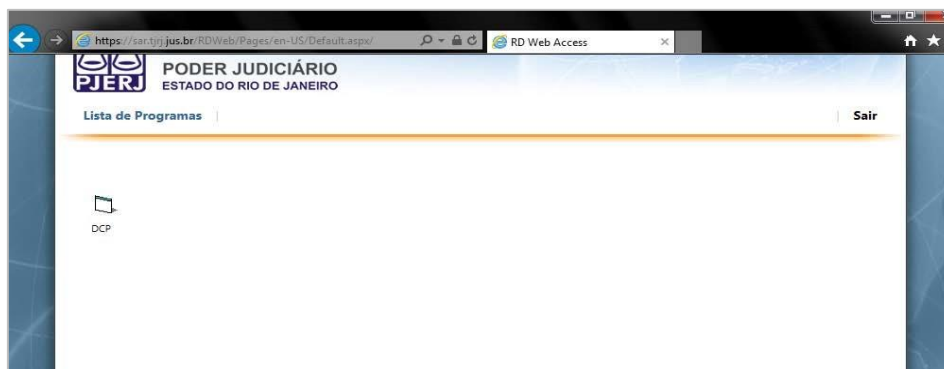 https://sar.tjrj.jus.br/RDWeb/Pages/en-US/Default.aspx/
RD Web Access
PJERJ
PODER JUDICIÁRIO
ESTADO DO RIO DE JANEIRO
Lista de Programas
Sair
DCP